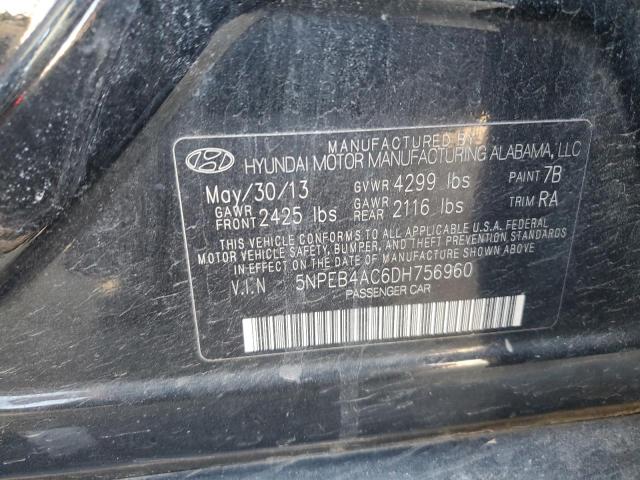 MANUFACTURED BY
HYUNDAI MOTOR MANUFACTURING ALABAMA, LLC
May/30/13 GVWR 4299 lbs PAINT 7B
GAWR FRONT 2425 lbs GAWR REAR 2116 lbs TRIM RA
THIS VEHICLE CONFORMS TO ALL APPLICABLE U.S.A. FEDERAL
MOTOR VEHICLE SAFETY, BUMPER, AND THEFT PREVENTION
STANDARDS IN EFFECT ON THE DATE OF MANUFACTURE SHOWN ABOVE.
V.I.N 5NPEB4AC6DH756960
PASSENGER CAR